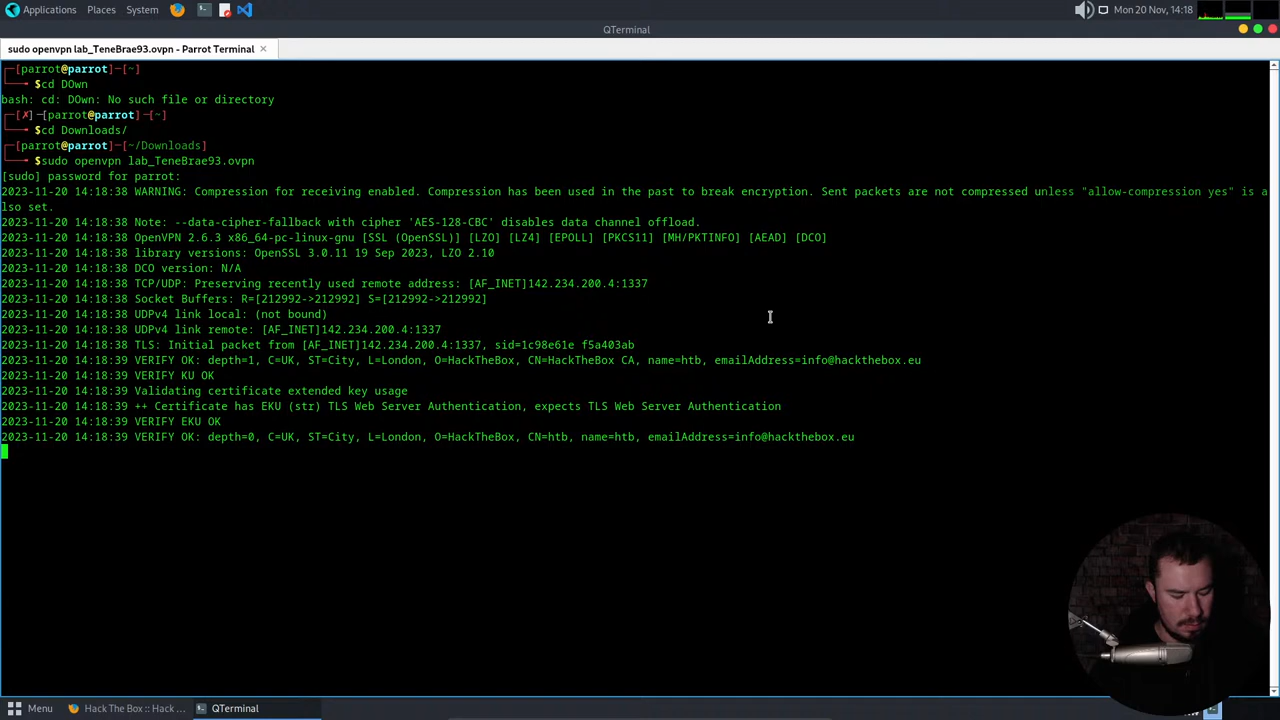 Applications Places System Mon 20 Nov, 14:18
QTerminal
sudo openvpn lab_TeneBrae93.ovpn - Parrot Terminal ×
┌─[parrot@parrot]─[~]
└──╼ $cd DOwn
bash: cd: DOwn: No such file or directory
┌─[✗]─[parrot@parrot]─[~]
└──╼ $cd Downloads/
┌─[parrot@parrot]─[~/Downloads]
└──╼ $sudo openvpn lab_TeneBrae93.ovpn
[sudo] password for parrot:
2023-11-20 14:18:38 WARNING: Compression for receiving enabled. Compression has been used in the past to break encryption. Sent packets are not compressed unless "allow-compression yes" is a
lso set.
2023-11-20 14:18:38 Note: --data-cipher-fallback with cipher 'AES-128-CBC' disables data channel offload.
2023-11-20 14:18:38 OpenVPN 2.6.3 x86_64-pc-linux-gnu [SSL (OpenSSL)] [LZO] [LZ4] [EPOLL] [PKCS11] [MH/PKTINFO] [AEAD] [DCO]
2023-11-20 14:18:38 library versions: OpenSSL 3.0.11 19 Sep 2023, LZO 2.10
2023-11-20 14:18:38 DCO version: N/A
2023-11-20 14:18:38 TCP/UDP: Preserving recently used remote address: [AF_INET]142.234.200.4:1337
2023-11-20 14:18:38 Socket Buffers: R=[212992->212992] S=[212992->212992]
2023-11-20 14:18:38 UDPv4 link local: (not bound)
2023-11-20 14:18:38 UDPv4 link remote: [AF_INET]142.234.200.4:1337
2023-11-20 14:18:38 TLS: Initial packet from [AF_INET]142.234.200.4:1337, sid=1c98e61e f5a403ab
2023-11-20 14:18:39 VERIFY OK: depth=1, C=UK, ST=City, L=London, O=HackTheBox, CN=HackTheBox CA, name=htb, emailAddress=info@hackthebox.eu
2023-11-20 14:18:39 VERIFY KU OK
2023-11-20 14:18:39 Validating certificate extended key usage
2023-11-20 14:18:39 ++ Certificate has EKU (str) TLS Web Server Authentication, expects TLS Web Server Authentication
2023-11-20 14:18:39 VERIFY EKU OK
2023-11-20 14:18:39 VERIFY OK: depth=0, C=UK, ST=City, L=London, O=HackTheBox, CN=htb, name=htb, emailAddress=info@hackthebox.eu
Menu Hack The Box :: Hack ... QTerminal